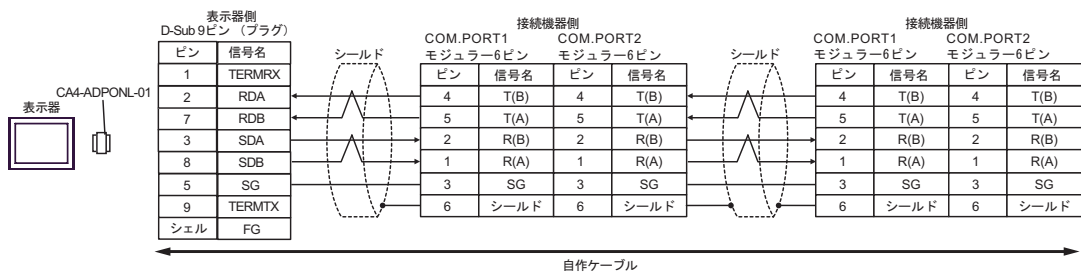 表示器側
D-Sub 9ピン （プラグ）
ピン 信号名
1 TERMRX
2 RDA
7 RDB
3 SDA
8 SDB
5 SG
9 TERMTX
シェル FG
表示器
CA4-ADPONL-01
シールド
接続機器側
COM.PORT1 COM.PORT2
モジュラー6ピン モジュラー6ピン
ピン 信号名 ピン 信号名
4 T(B) 4 T(B)
5 T(A) 5 T(A)
2 R(B) 2 R(B)
1 R(A) 1 R(A)
3 SG 3 SG
6 シールド 6 シールド
シールド
接続機器側
COM.PORT1 COM.PORT2
モジュラー6ピン モジュラー6ピン
ピン 信号名 ピン 信号名
4 T(B) 4 T(B)
5 T(A) 5 T(A)
2 R(B) 2 R(B)
1 R(A) 1 R(A)
3 SG 3 SG
6 シールド 6 シールド
自作ケーブル